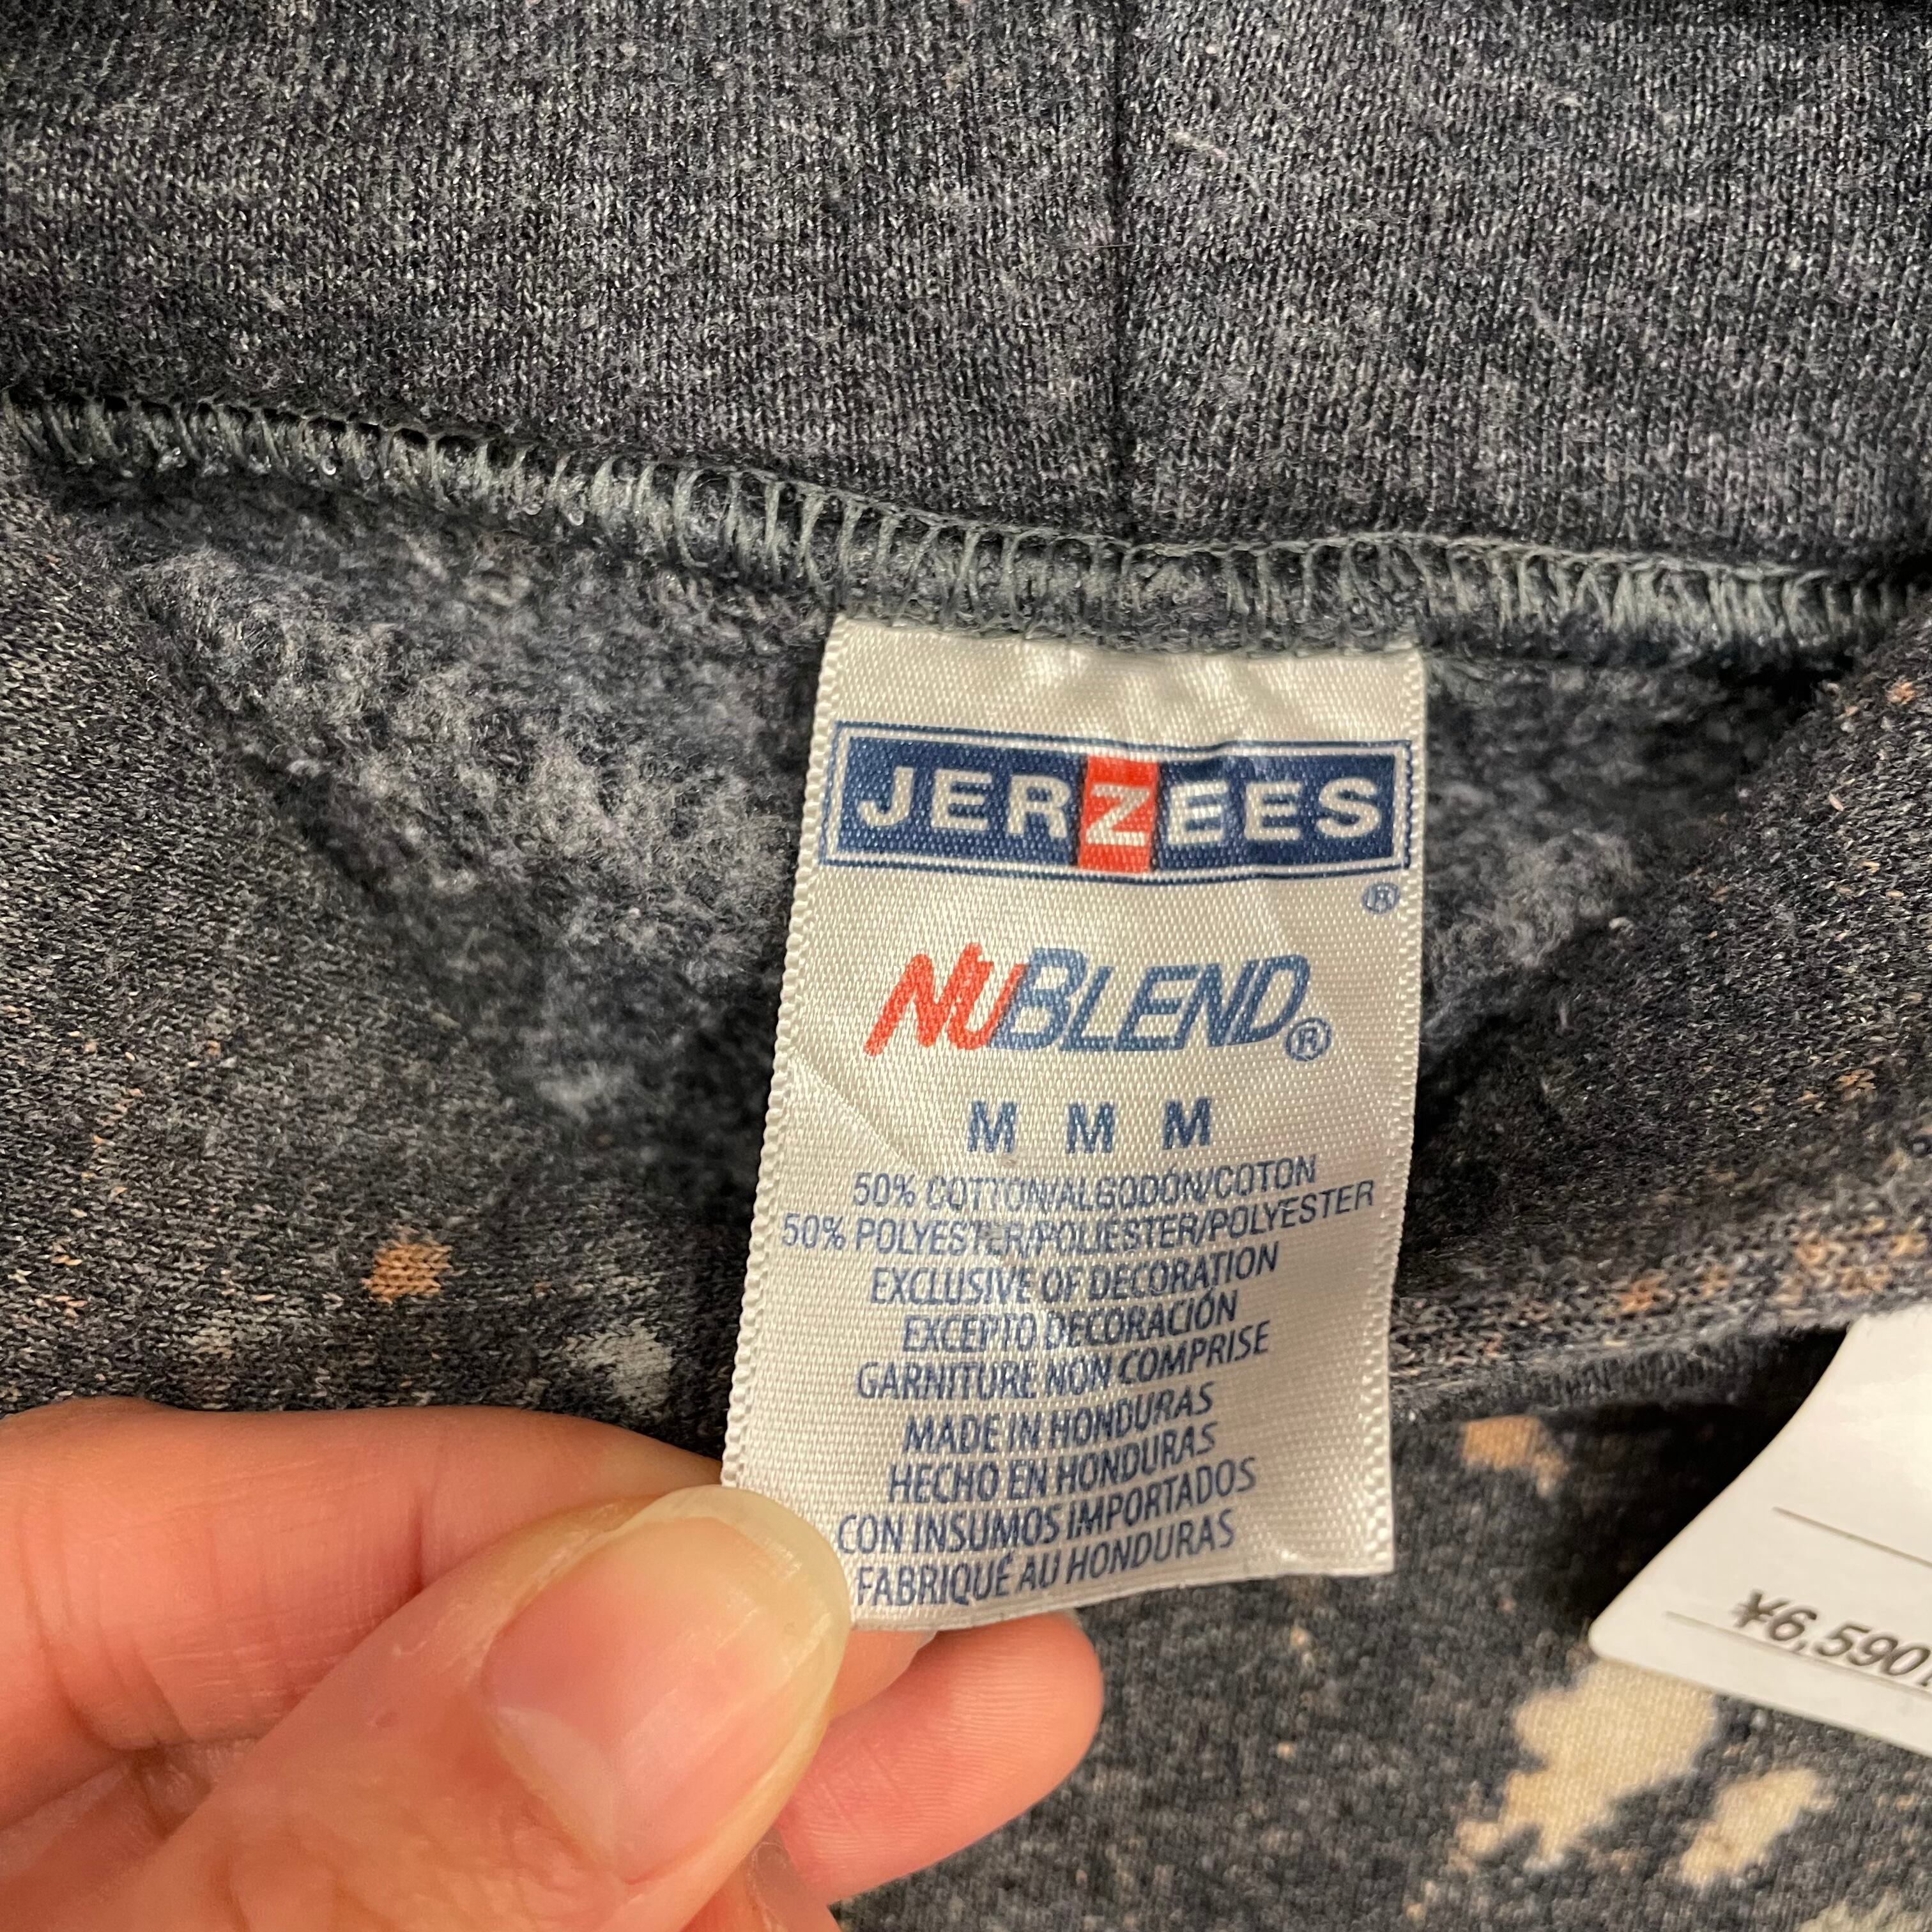 JERZEES
®
NUBLEND®
M M M
50% COTTON/ALGODÓN/COTON
50% POLYESTER/POLIÉSTER/POLYESTER
EXCLUSIVE OF DECORATION
EXCEPTO DECORACIÓN
GARNITURE NON COMPRISE
MADE IN HONDURAS
HECHO EN HONDURAS
CON INSUMOS IMPORTADOS
FABRIQUÉ AU HONDURAS
¥6,590